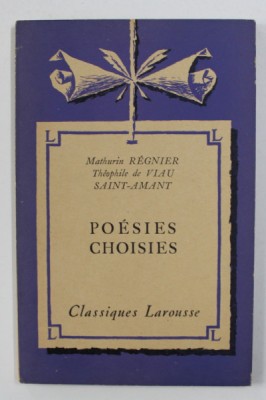 L L
Mathurin RÉGNIER
Théophile de VIAU
SAINT-AMANT
POÉSIES
CHOISIES
Classiques Larousse
L L